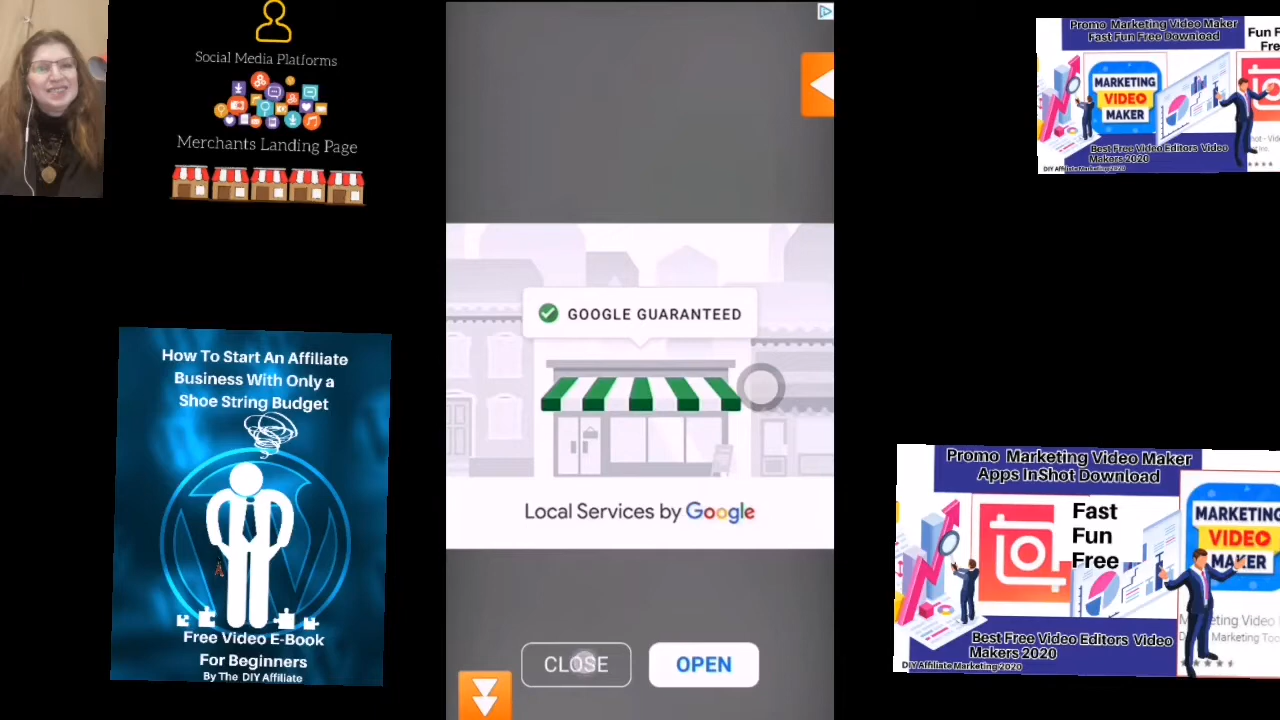 Social Media Platforms
Merchants Landing Page
How To Start An Affiliate
Business With Only a
Shoe String Budget
Free Video E-Book
For Beginners
By The DIY Affiliate
GOOGLE GUARANTEED
Local Services by Google
CLOSE
OPEN
Promo Marketing Video Maker
Fast Fun Free Download
MARKETING
VIDEO
MAKER
Best Free Video Editors Video
Makers 2020
DIY Affiliate Marketing 2020
Promo Marketing Video Maker
Apps InShot Download
Fast
Fun
Free
MARKETING
VIDEO
MAKER
Best Free Video Editors Video
Makers 2020
DIY Affiliate Marketing 2020